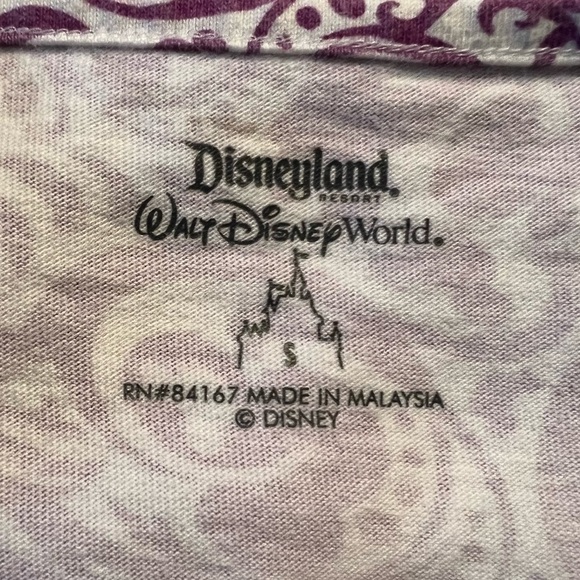 Disneyland®
RESORT
Walt Disney World®
S
RN#84167 MADE IN MALAYSIA
© DISNEY